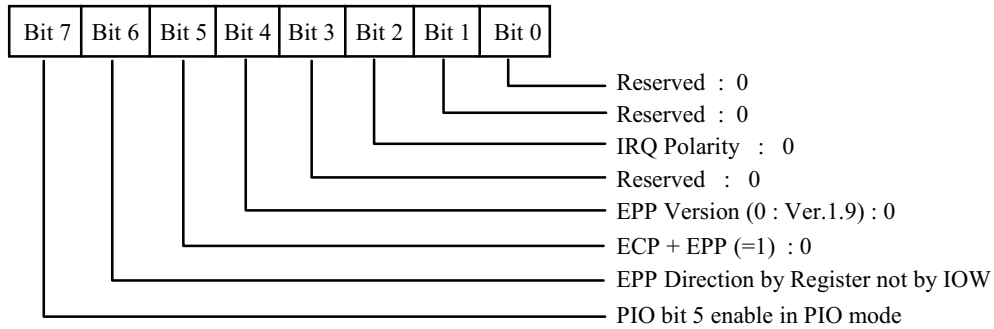 Bit 7 Bit 6 Bit 5 Bit 4 Bit 3 Bit 2 Bit 1 Bit 0
Reserved : 0
Reserved : 0
IRQ Polarity : 0
Reserved : 0
EPP Version (0 : Ver.1.9) : 0
ECP + EPP (=1) : 0
EPP Direction by Register not by IOW
PIO bit 5 enable in PIO mode